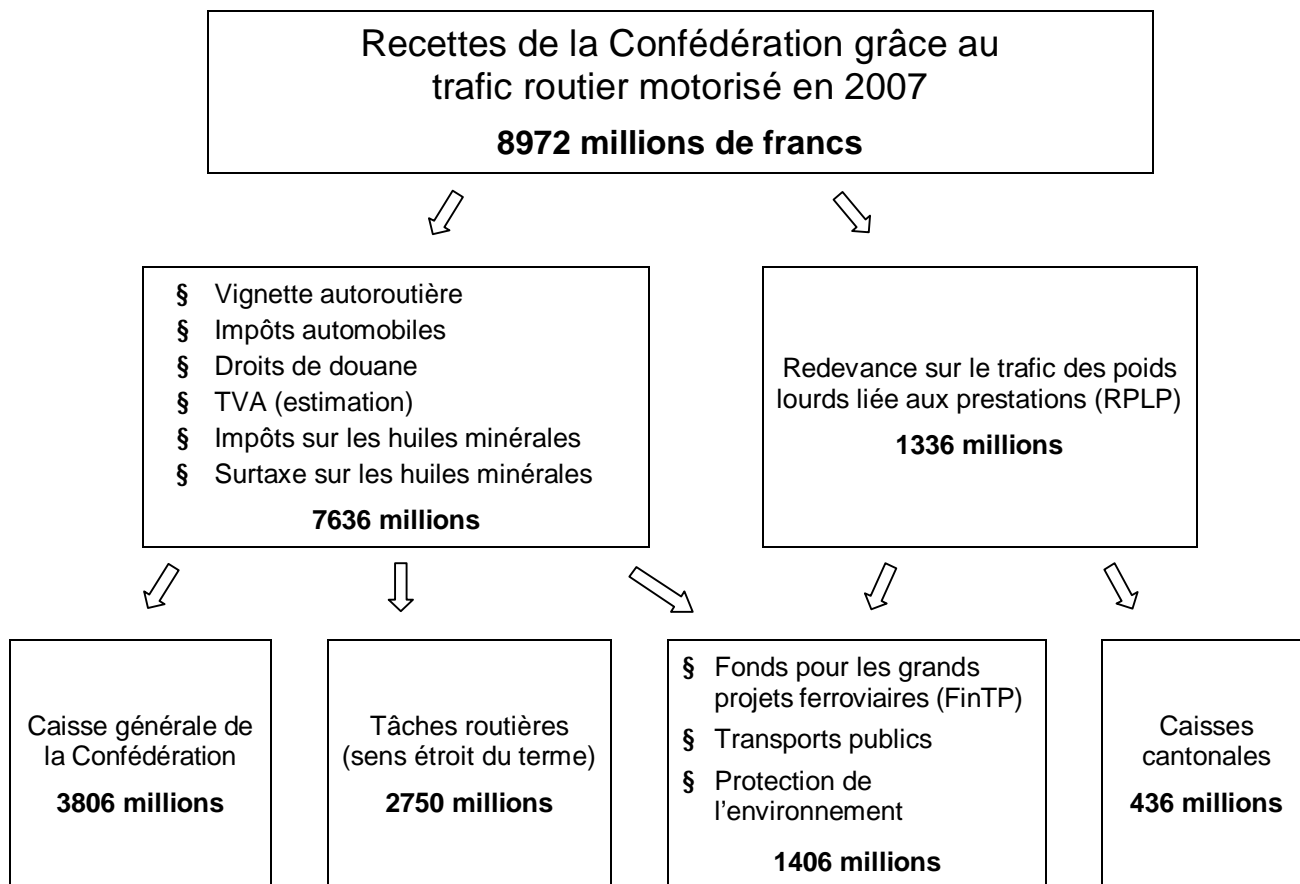 Recettes de la Confédération grâce au
trafic routier motorisé en 2007
8972 millions de francs
§ Vignette autoroutière
§ Impôts automobiles
§ Droits de douane
§ TVA (estimation)
§ Impôts sur les huiles minérales
§ Surtaxe sur les huiles minérales
7636 millions
Redevance sur le trafic des poids
lourds liée aux prestations (RPLP)
1336 millions
Caisse générale de
la Confédération
3806 millions
Tâches routières
(sens étroit du terme)
2750 millions
§ Fonds pour les grands
projets ferroviaires (FinTP)
§ Transports publics
§ Protection de
l'environnement
1406 millions
Caisses
cantonales
436 millions